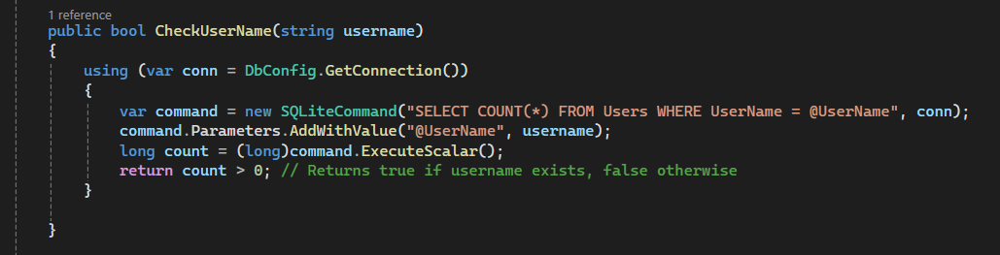 1 reference
public bool CheckUserName(string username)
{
using (var conn = DbConfig.GetConnection())
{
var command = new SQLiteCommand("SELECT COUNT(*) FROM Users WHERE UserName = @UserName", conn);
command.Parameters.AddWithValue("@UserName", username);
long count = (long)command.ExecuteScalar();
return count > 0; // Returns true if username exists, false otherwise
}
}